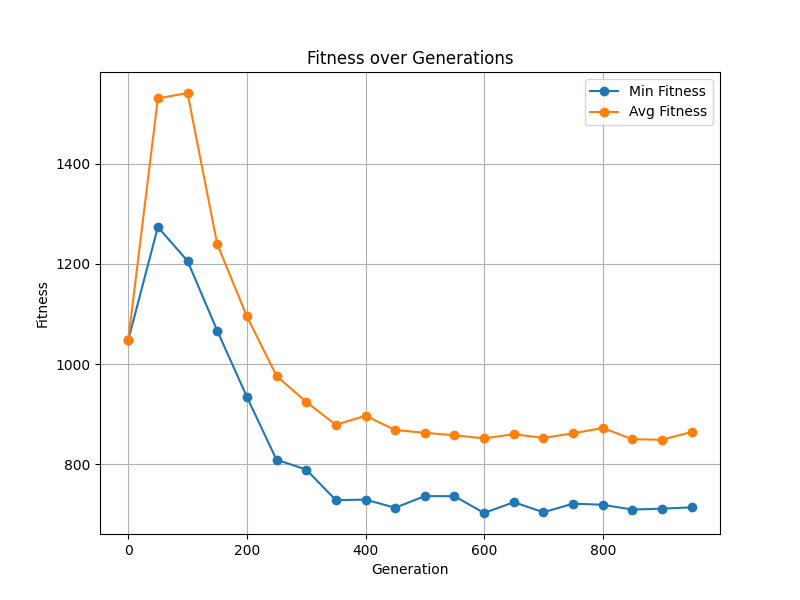 Fitness over Generations
Min Fitness
Avg Fitness
1400
1200
1000
800
Fitness
0 200 400 600 800
Generation